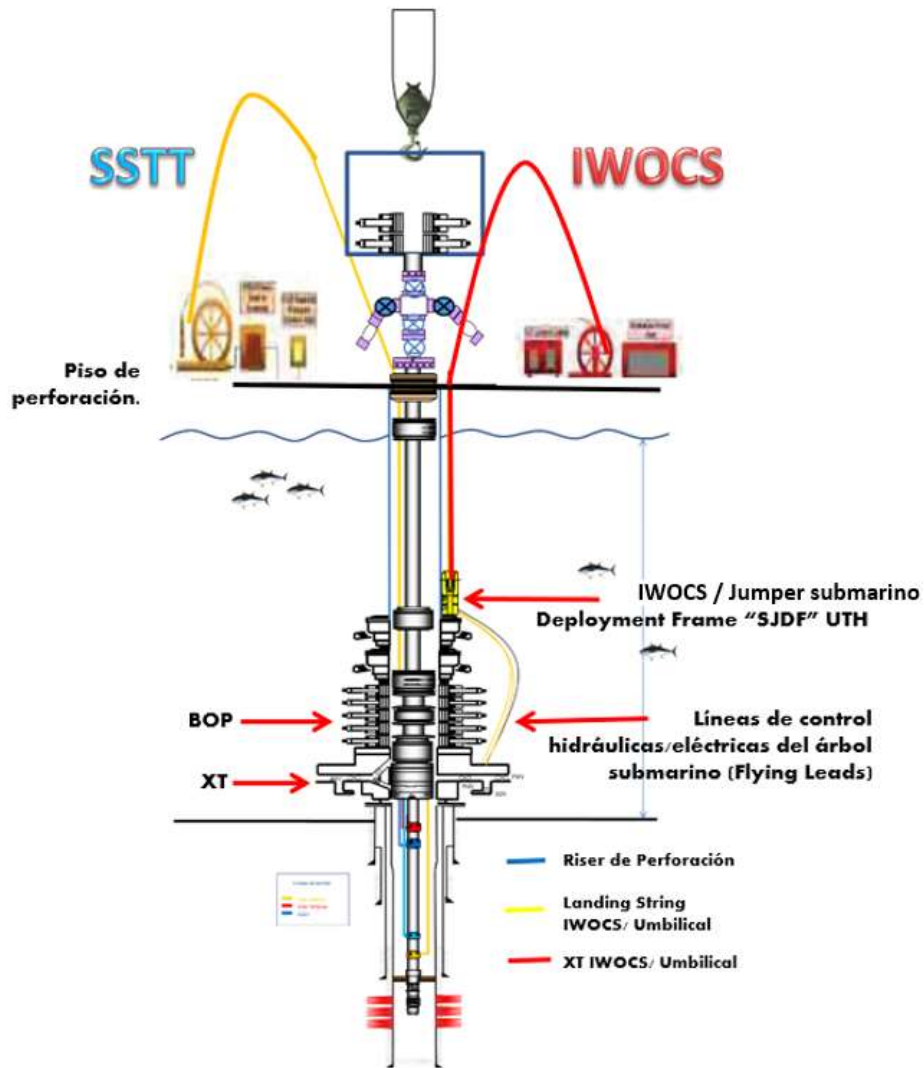 SSTT
IWOCS
Piso de
perforación.
IWOCS / Jumper submarino
Deployment Frame “SJDF” UTH
BOP
Líneas de control
hidráulicas/eléctricas del árbol
submarino (Flying Leads)
XT
Riser de Perforación
Landing String
IWOCS/ Umbilical
XT IWOCS/ Umbilical